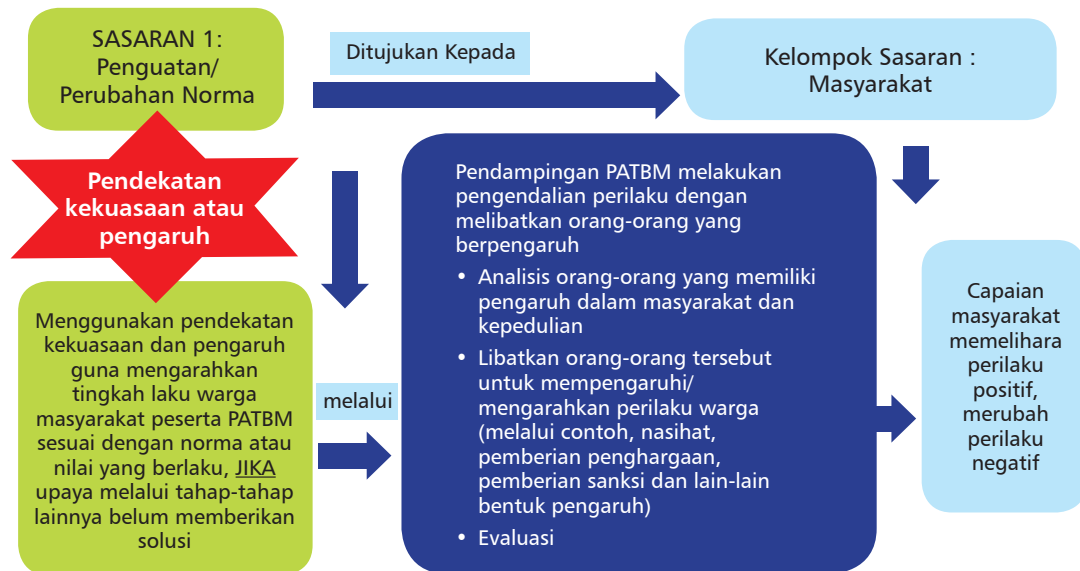 SASARAN 1:
Penguatan/
Perubahan Norma
Ditujukan Kepada
Kelompok Sasaran :
Masyarakat
Pendekatan
kekuasaan atau
pengaruh
Menggunakan pendekatan
kekuasaan dan pengaruh
guna mengarahkan
tingkah laku warga
masyarakat peserta PATBM
sesuai dengan norma atau
nilai yang berlaku, JIKA
upaya melalui tahap-tahap
lainnya belum memberikan
solusi
melalui
Pendampingan PATBM melakukan
pengendalian perilaku dengan
melibatkan orang-orang yang
berpengaruh
• Analisis orang-orang yang memiliki
pengaruh dalam masyarakat dan
kepedulian
• Libatkan orang-orang tersebut
untuk mempengaruhi/
mengarahkan perilaku warga
(melalui contoh, nasihat,
pemberian penghargaan,
pemberian sanksi dan lain-lain
bentuk pengaruh)
• Evaluasi
Capaian
masyarakat
memelihara
perilaku
positif,
merubah
perilaku
negatif